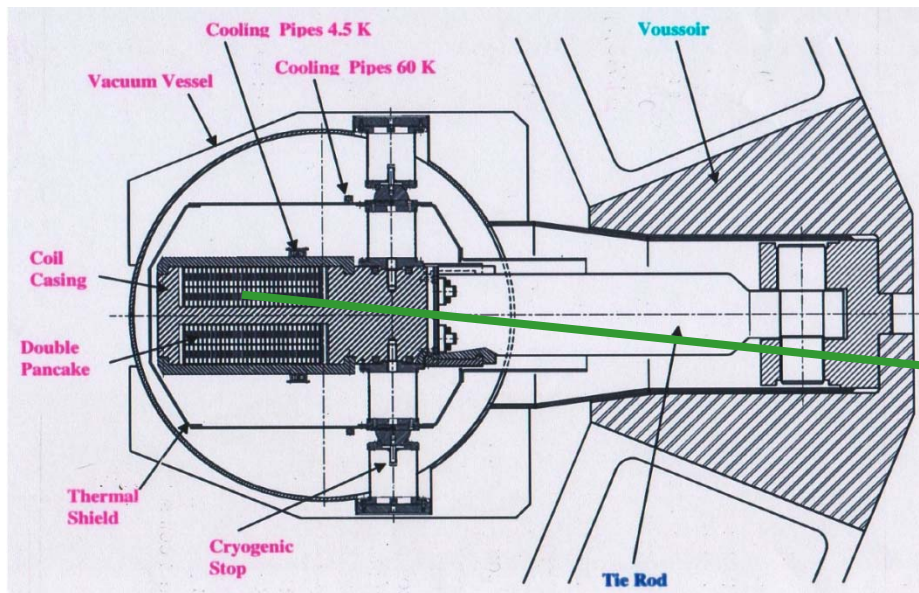 Cooling Pipes 4.5 K
Voussoir
Cooling Pipes 60 K
Vacuum Vessel
Coil
Casing
Double
Pancake
Thermal
Shield
Cryogenic
Stop
Tie Rod